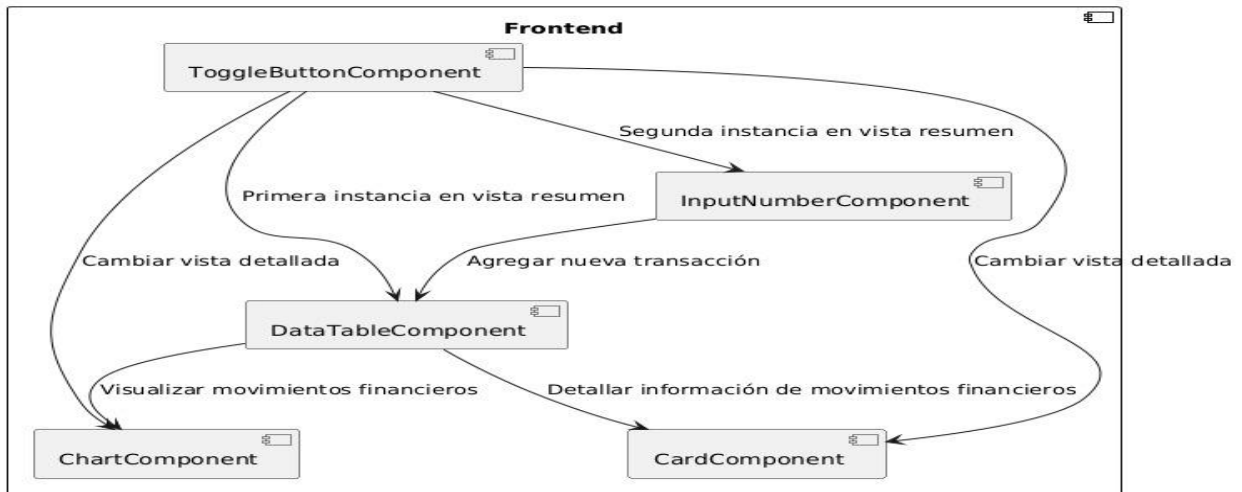 Frontend
ToggleButtonComponent
Segunda instancia en vista resumen
Primera instancia en vista resumen
InputNumberComponent
Cambiar vista detallada
Agregar nueva transacción
Cambiar vista detallada
DataTableComponent
Visualizar movimientos financieros
Detallar información de movimientos financieros
ChartComponent
CardComponent